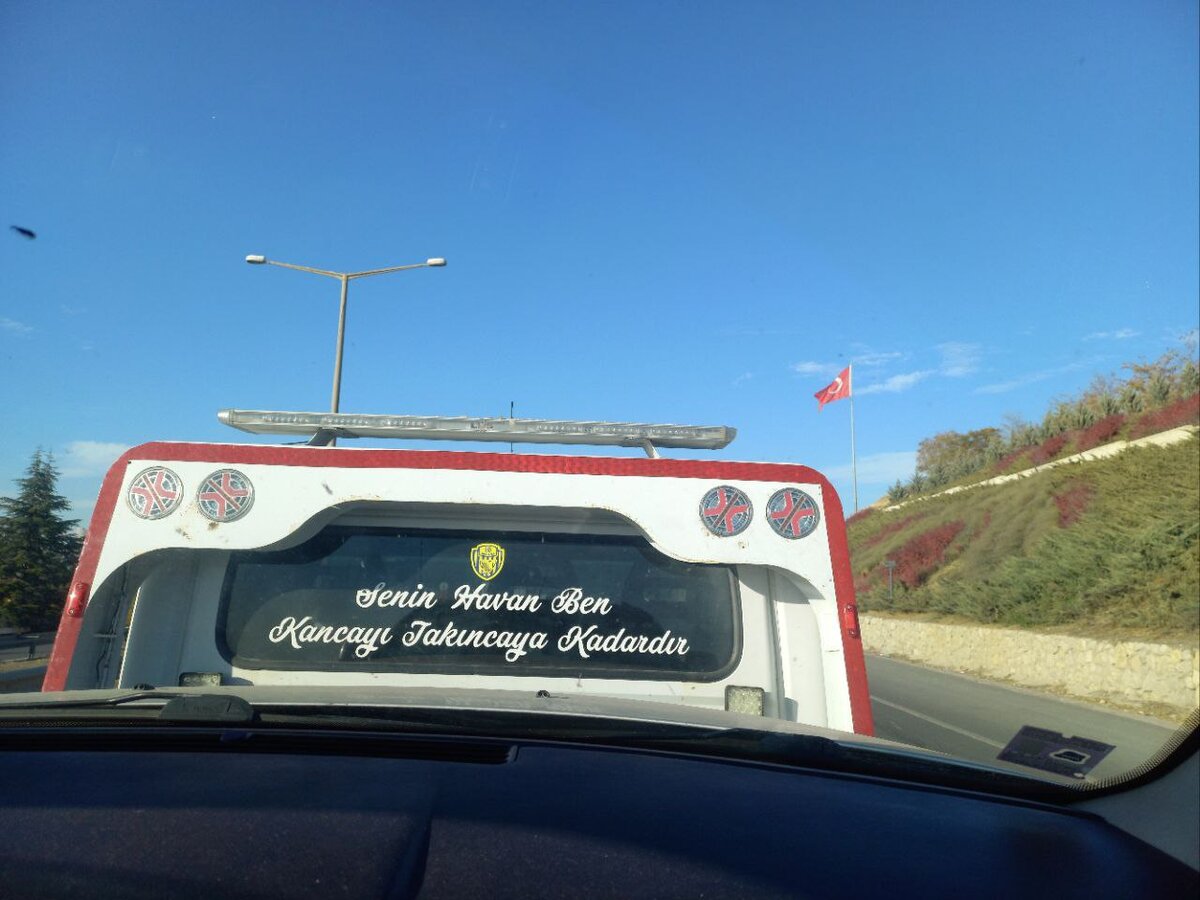 Senin Havan Ben
Kancayı Takıncaya Kadardır